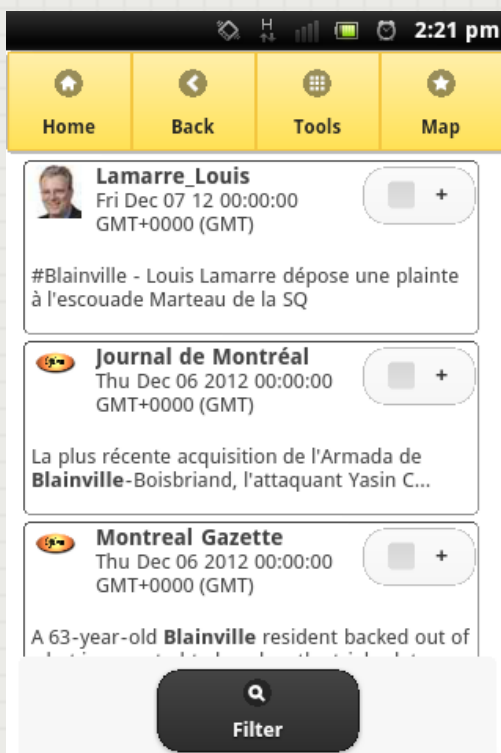 H
2:21 pm
Home Back Tools Map
Lamarre_Louis
Fri Dec 07 12 00:00:00
GMT+0000 (GMT)
+
#Blainville - Louis Lamarre dépose une plainte
à l'escouade Marteau de la SQ
Journal de Montréal
Thu Dec 06 2012 00:00:00
GMT+0000 (GMT)
+
La plus récente acquisition de l'Armada de
Blainville-Boisbriand, l'attaquant Yasin C...
Montreal Gazette
Thu Dec 06 2012 00:00:00
GMT+0000 (GMT)
+
A 63-year-old Blainville resident backed out of
Filter